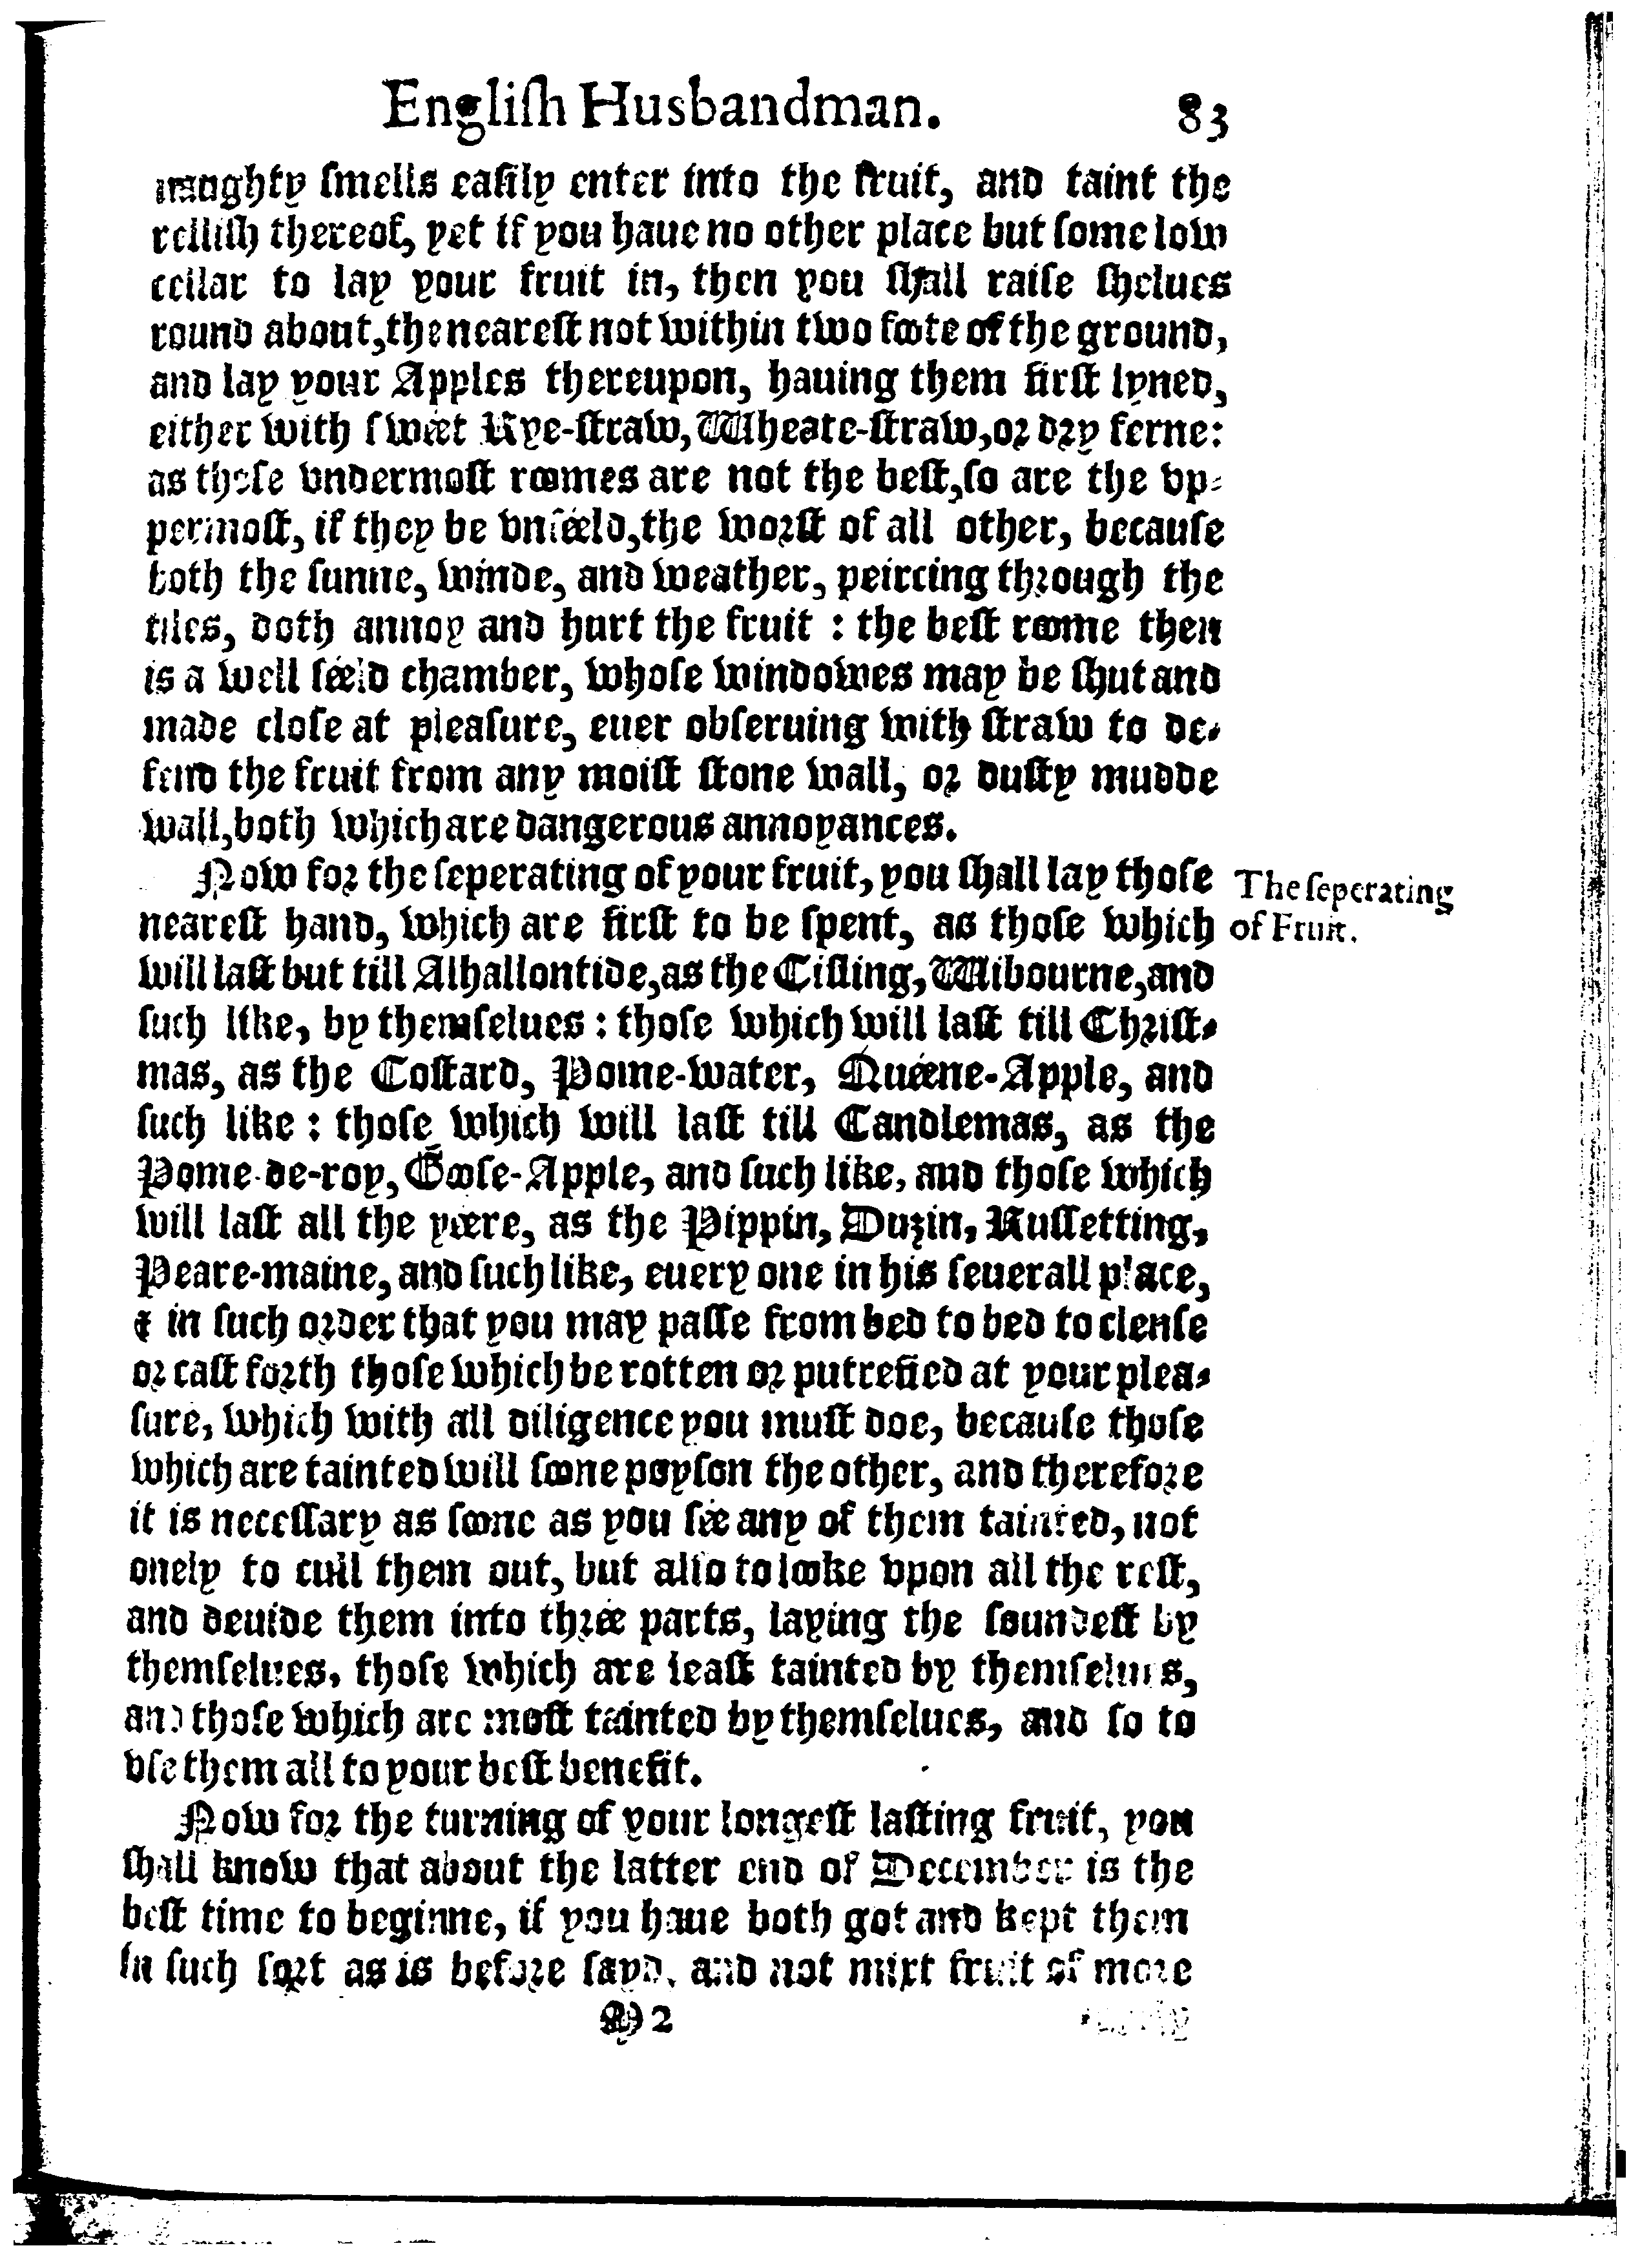 Engliſh Husbandman. 83
naughty ſmells eaſily enter into the fruit, and taint the
relliſh thereof, yet if you haue no other place but ſome low
cellar to lay your fruit in, then you ſhall raiſe ſhelues
round about, the neareſt not within two foote of the ground,
and lay your Apples thereupon, hauing them firſt lyned,
either with ſweét Rye-ſtraw, Wheate-ſtraw, or dry ferne:
as theſe vndermoſt roomes are not the beſt, ſo are the vp-
permoſt, if they be vnſéeld, the worſt of all other, becauſe
both the ſunne, winde, and weather, peircing through the
tiles, doth annoy and hurt the fruit : the beſt roome then
is a well ſéeld chamber, whoſe windowes may be ſhut and
made cloſe at pleaſure, euer obſeruing with ſtraw to de-
fend the fruit from any moiſt ſtone wall, or duſty mudde
wall, both which are dangerous annoyances.
Now for the ſeperating of your fruit, you ſhall lay thoſe
The ſeperating
of Fruit.
neareſt hand, which are firſt to be ſpent, as thoſe which
will laſt but till Alhallontide, as the Ciſling, Wibourne, and
ſuch like, by themſelues : thoſe which will laſt till Chriſt-
mas, as the Coſtard, Pome-water, Quéene-Apple, and
ſuch like : thoſe which will laſt till Candlemas, as the
Pome-de-roy, Gooſe-Apple, and ſuch like, and thoſe which
will laſt all the yéere, as the Pippin, Duzin, Ruſſetting,
Peare-maine, and ſuch like, euery one in his ſeuerall place,
& in ſuch order that you may paſſe from bed to bed to clenſe
or caſt forth thoſe which be rotten or putrefied at your plea-
ſure, which with all diligence you muſt doe, becauſe thoſe
which are tainted will ſoone poyſon the other, and therefore
it is neceſſary as ſoone as you ſée any of them tainted, not
onely to cull them out, but alſo to looke vpon all the reſt,
and deuide them into thrée parts, laying the ſoundeſt by
themſelues, thoſe which are leaſt tainted by themſelues,
and thoſe which are moſt tainted by themſelues, and ſo to
vſe them all to your beſt benefit.
Now for the turning of your longeſt laſting fruit, you
ſhall know that about the latter end of December is the
beſt time to beginne, if you haue both got and kept them
in ſuch ſort as is before ſayd, and not mixt fruit of more
M 2